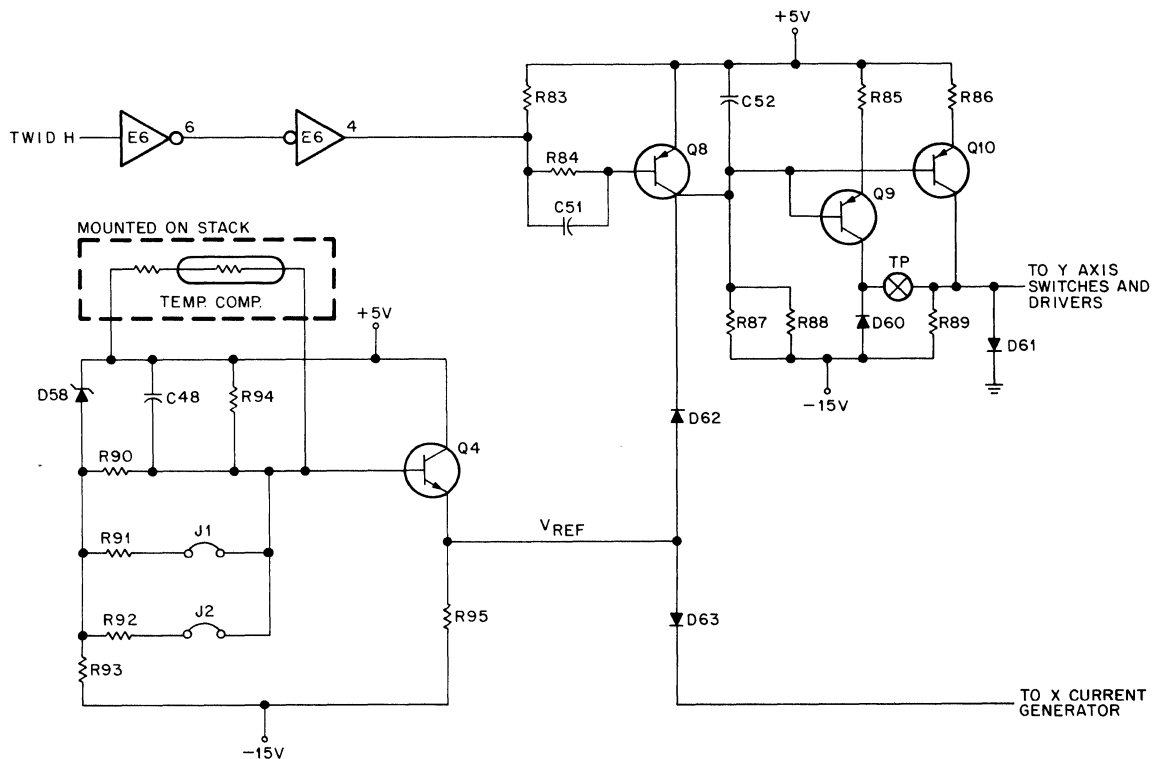 +5V
R83
C52
R85
R86
TWID H
E6
6
E6
4
Q8
Q10
R84
C51
Q9
MOUNTED ON STACK
TEMP. COMP.
TP
TO Y AXIS
SWITCHES AND
DRIVERS
R87
R88
D60
R89
D61
-15V
+5V
D58
C48
R94
D62
R90
Q4
R91
J1
VREF
R92
J2
R95
D63
R93
TO X CURRENT
GENERATOR
-15V